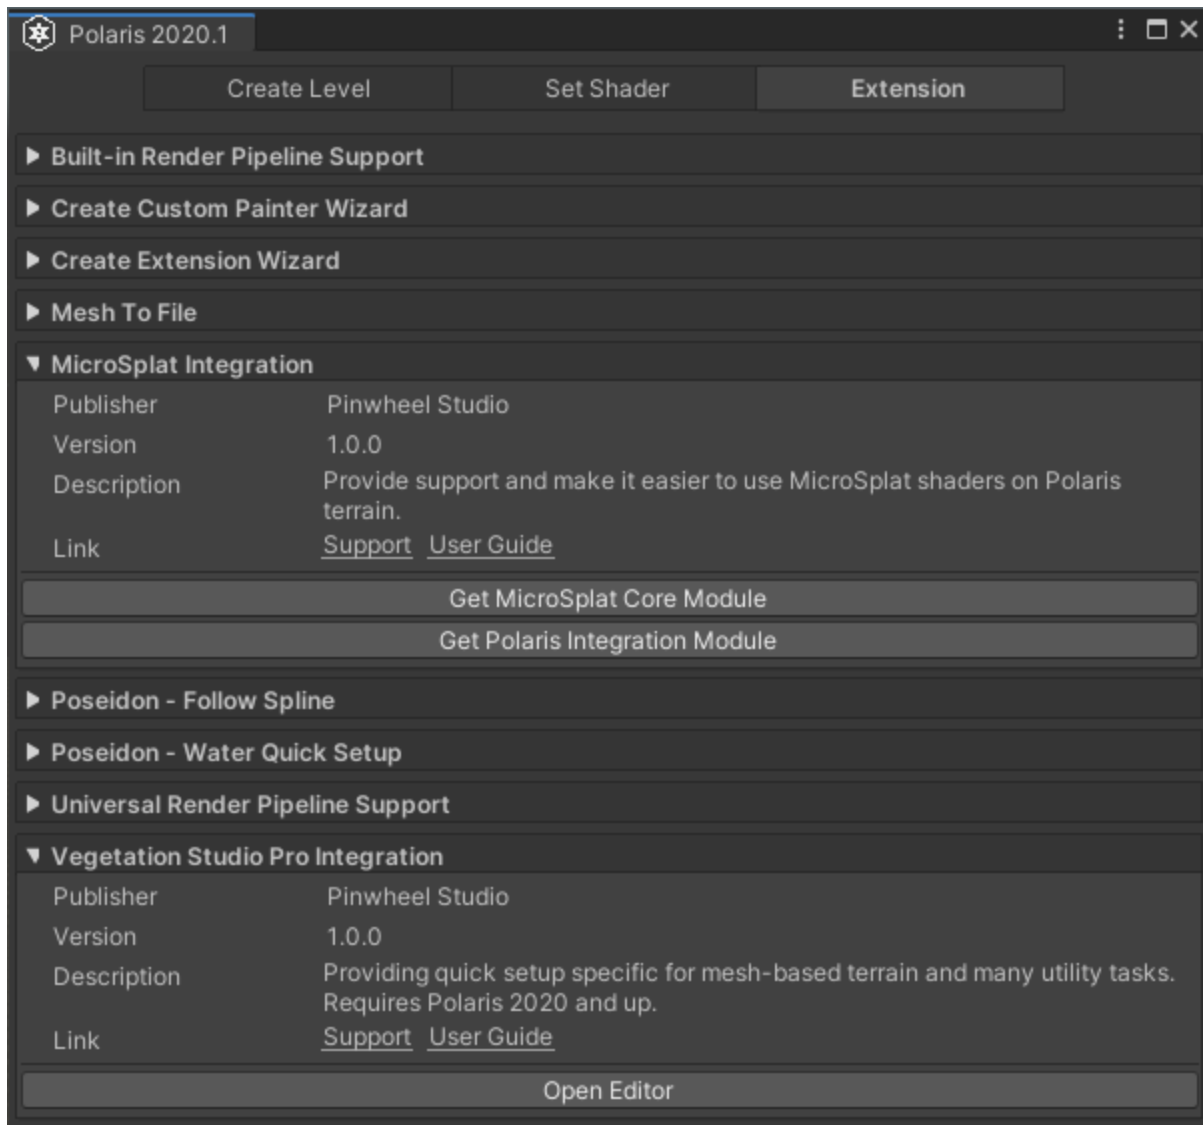 Polaris 2020.1
Create Level Set Shader Extension
Built-in Render Pipeline Support
Create Custom Painter Wizard
Create Extension Wizard
Mesh To File
MicroSplat Integration
Publisher Pinwheel Studio
Version 1.0.0
Description Provide support and make it easier to use MicroSplat shaders on Polaris
terrain.
Link Support User Guide
Get MicroSplat Core Module
Get Polaris Integration Module
Poseidon - Follow Spline
Poseidon - Water Quick Setup
Universal Render Pipeline Support
Vegetation Studio Pro Integration
Publisher Pinwheel Studio
Version 1.0.0
Description Providing quick setup specific for mesh-based terrain and many utility tasks.
Requires Polaris 2020 and up.
Link Support User Guide
Open Editor